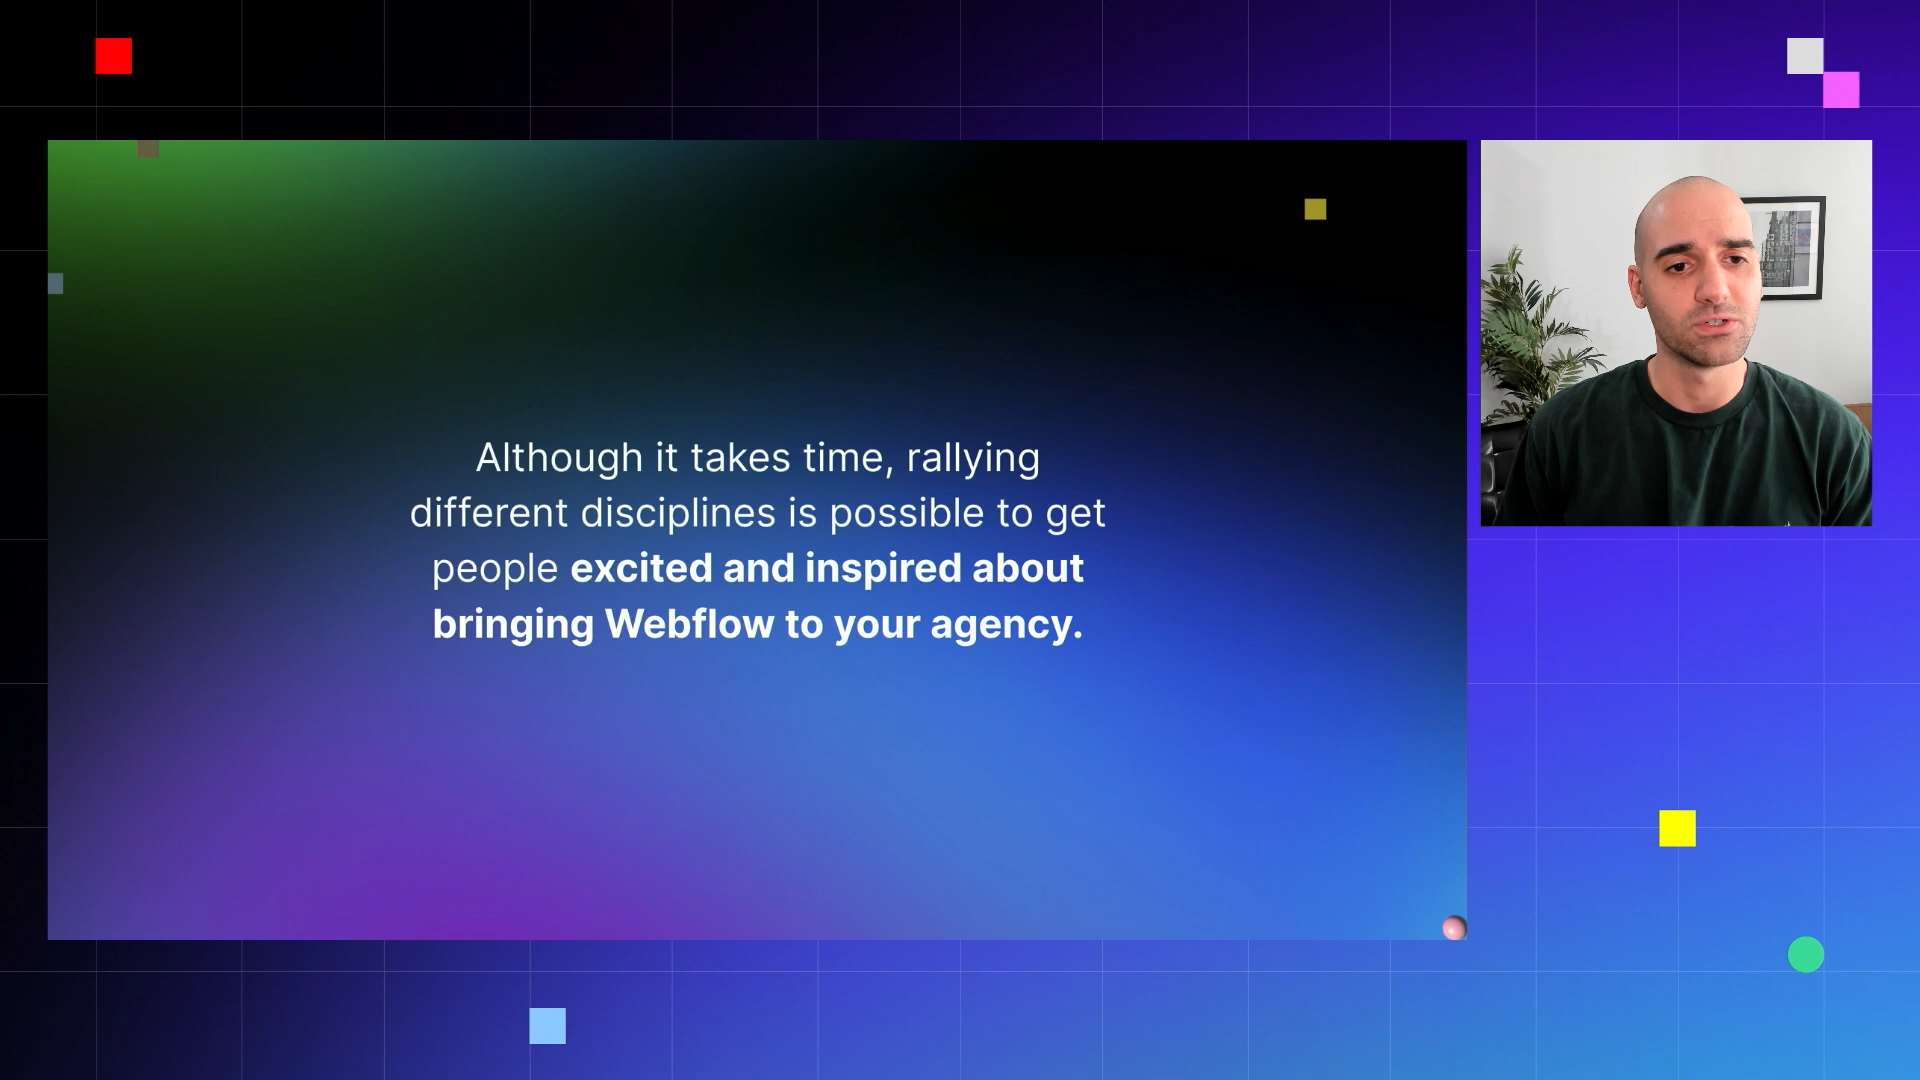 Although it takes time, rallying
different disciplines is possible to get
people excited and inspired about
bringing Webflow to your agency.